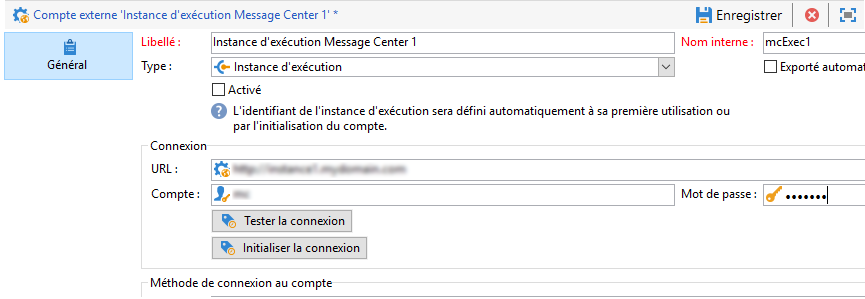 Compte externe 'Instance d'exécution Message Center 1' *
Enregistrer
Général
Libellé : Instance d'exécution Message Center 1 Nom interne : mcExec1
Type : Instance d'exécution Exporté automat
Activé
L'identifiant de l'instance d'exécution sera défini automatiquement à sa première utilisation ou
par l'initialisation du compte.
Connexion
URL :
Compte : Mot de passe :
Tester la connexion
Initialiser la connexion
Méthode de connexion au compte